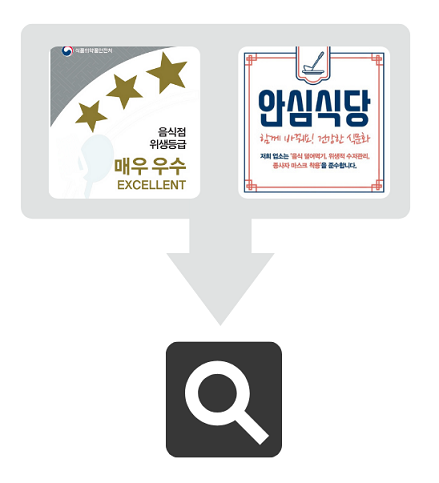 식품의약품안전처
음식점
위생등급
매우 우수
EXCELLENT
안심식당
함께 바꿔요! 건강한 식문화
저희 업소는 '음식 덜어먹기, 위생적 수저관리,
종사자 마스크 착용'을 준수합니다.